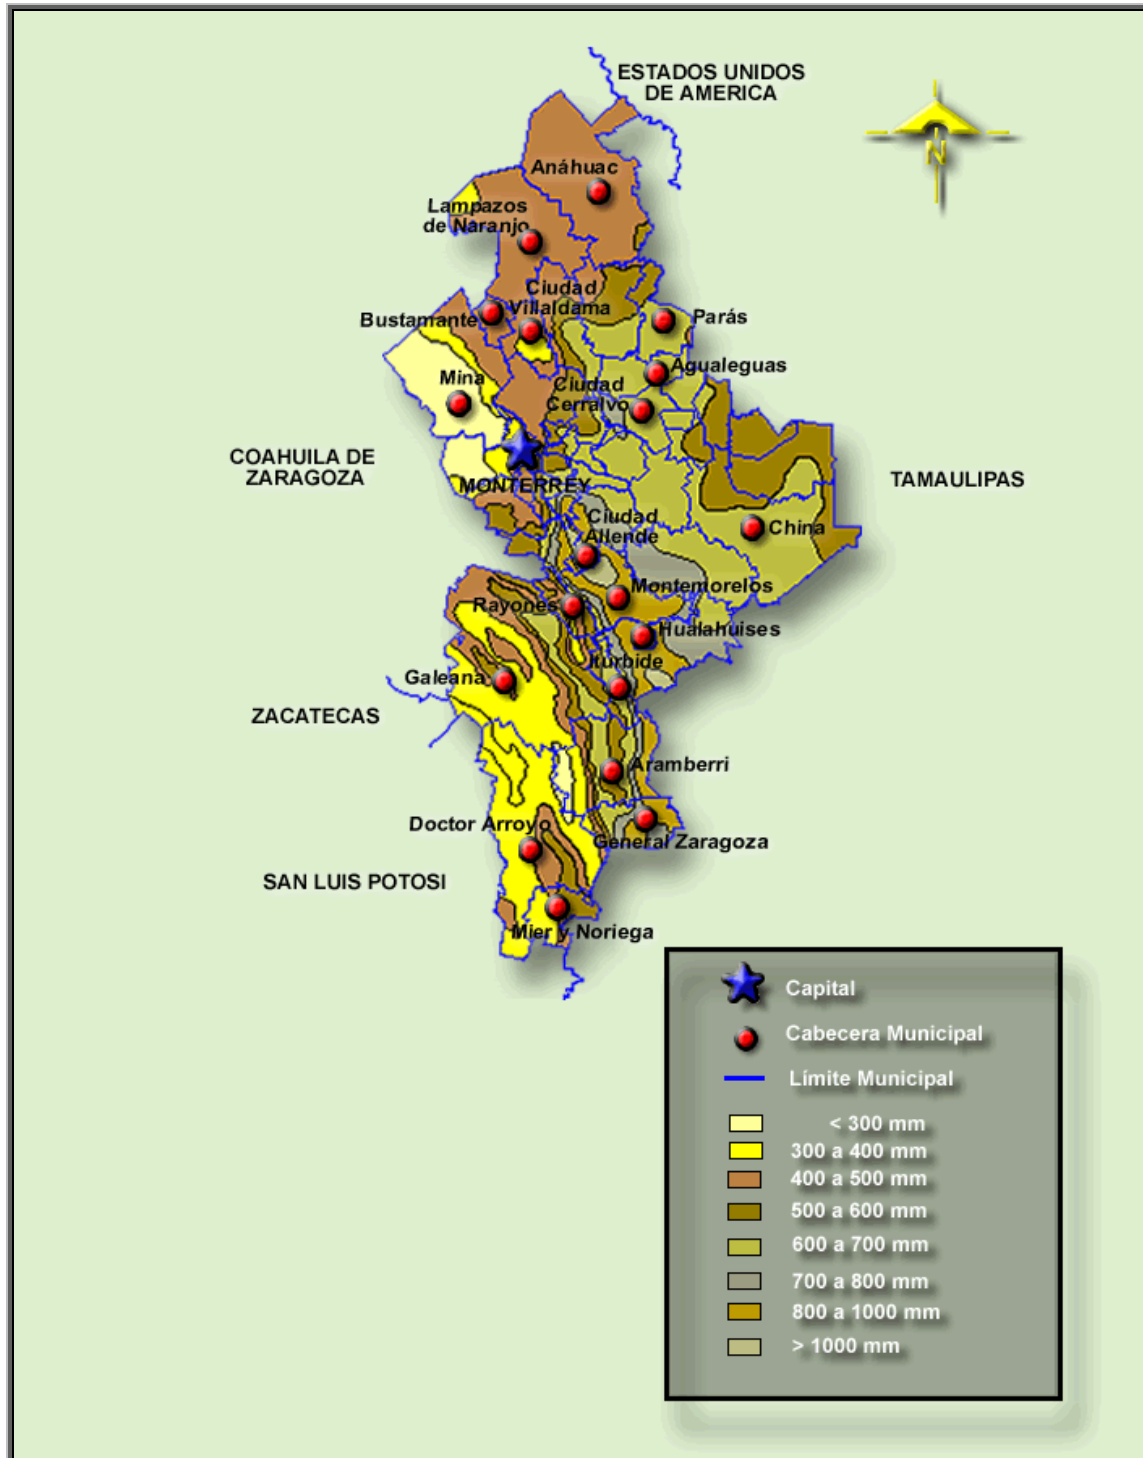 ESTADOS UNIDOS
DE AMERICA
N
Anáhuac
Lampazos
de Naranjo
Ciudad
Villaldama
Bustamante
Parás
Agualeguas
Mina
Ciudad
Cerralvo
COAHUILA DE
ZARAGOZA
MONTERREY
TAMAULIPAS
Ciudad
Allende
China
Montemorelos
Rayones
Hualahuises
Iturbide
Galeana
ZACATECAS
Aramberri
Doctor Arroyo
General Zaragoza
SAN LUIS POTOSI
Mier y Noriega
Capital
Cabecera Municipal
Límite Municipal
< 300 mm
300 a 400 mm
400 a 500 mm
500 a 600 mm
600 a 700 mm
700 a 800 mm
800 a 1000 mm
> 1000 mm